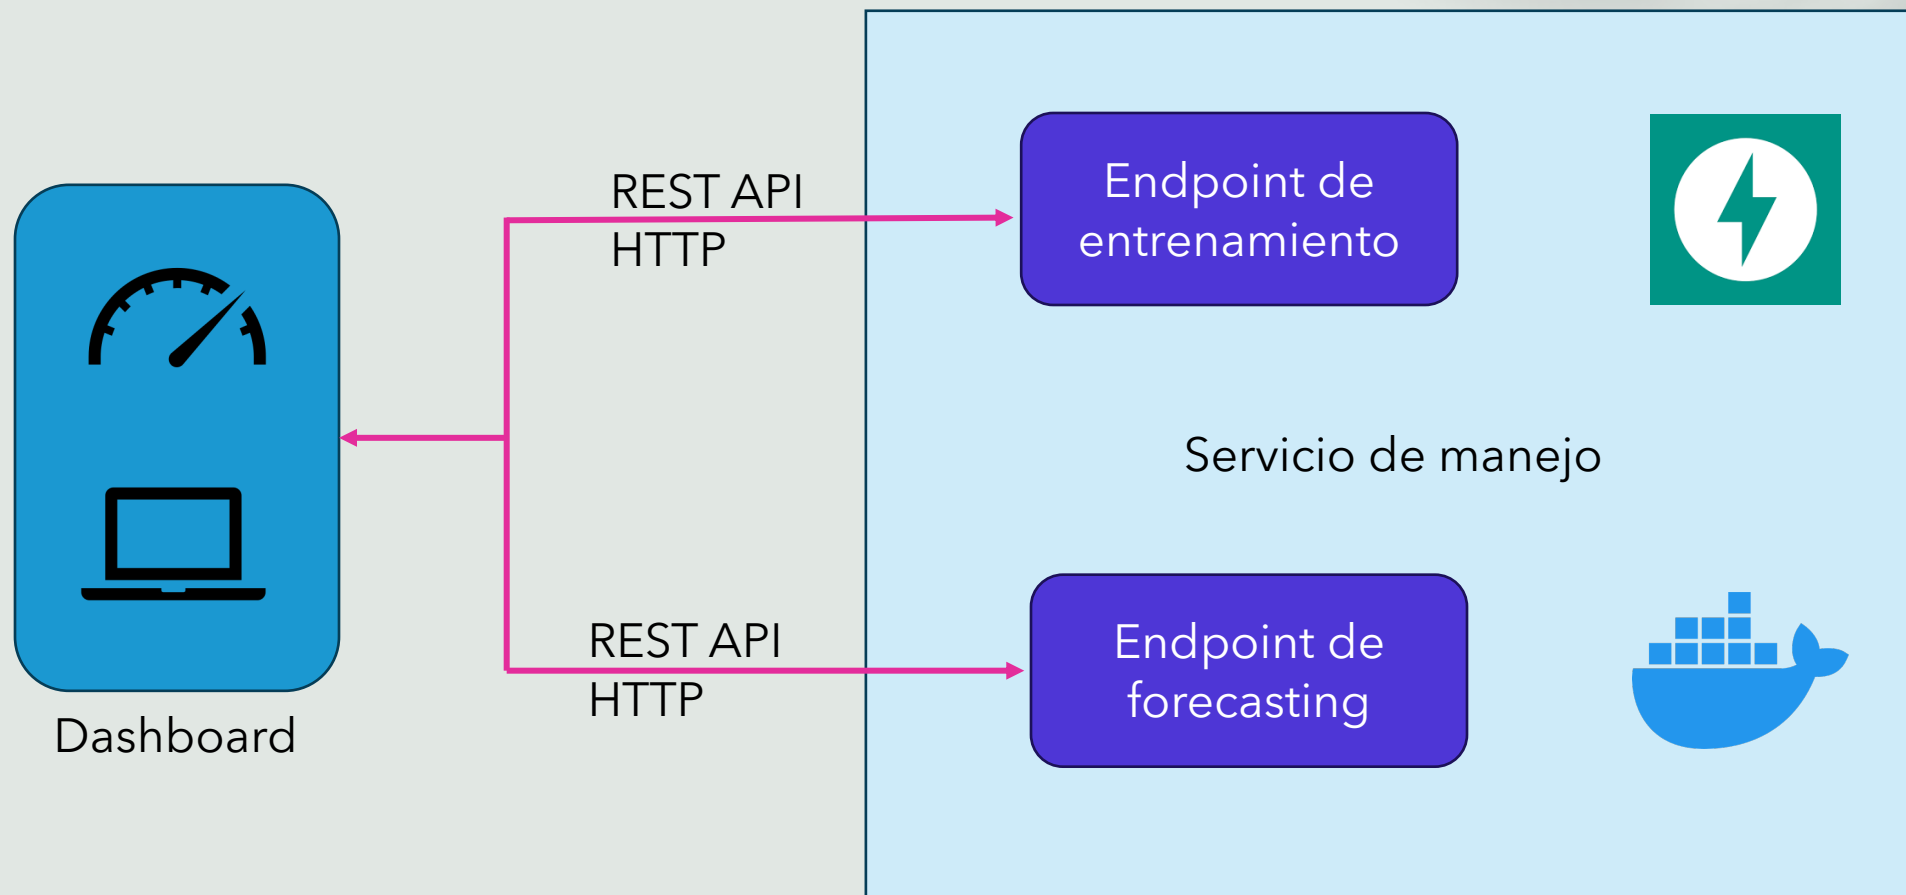 REST API
HTTP
Endpoint de
entrenamiento
Servicio de manejo
REST API
HTTP
Endpoint de
forecasting
Dashboard